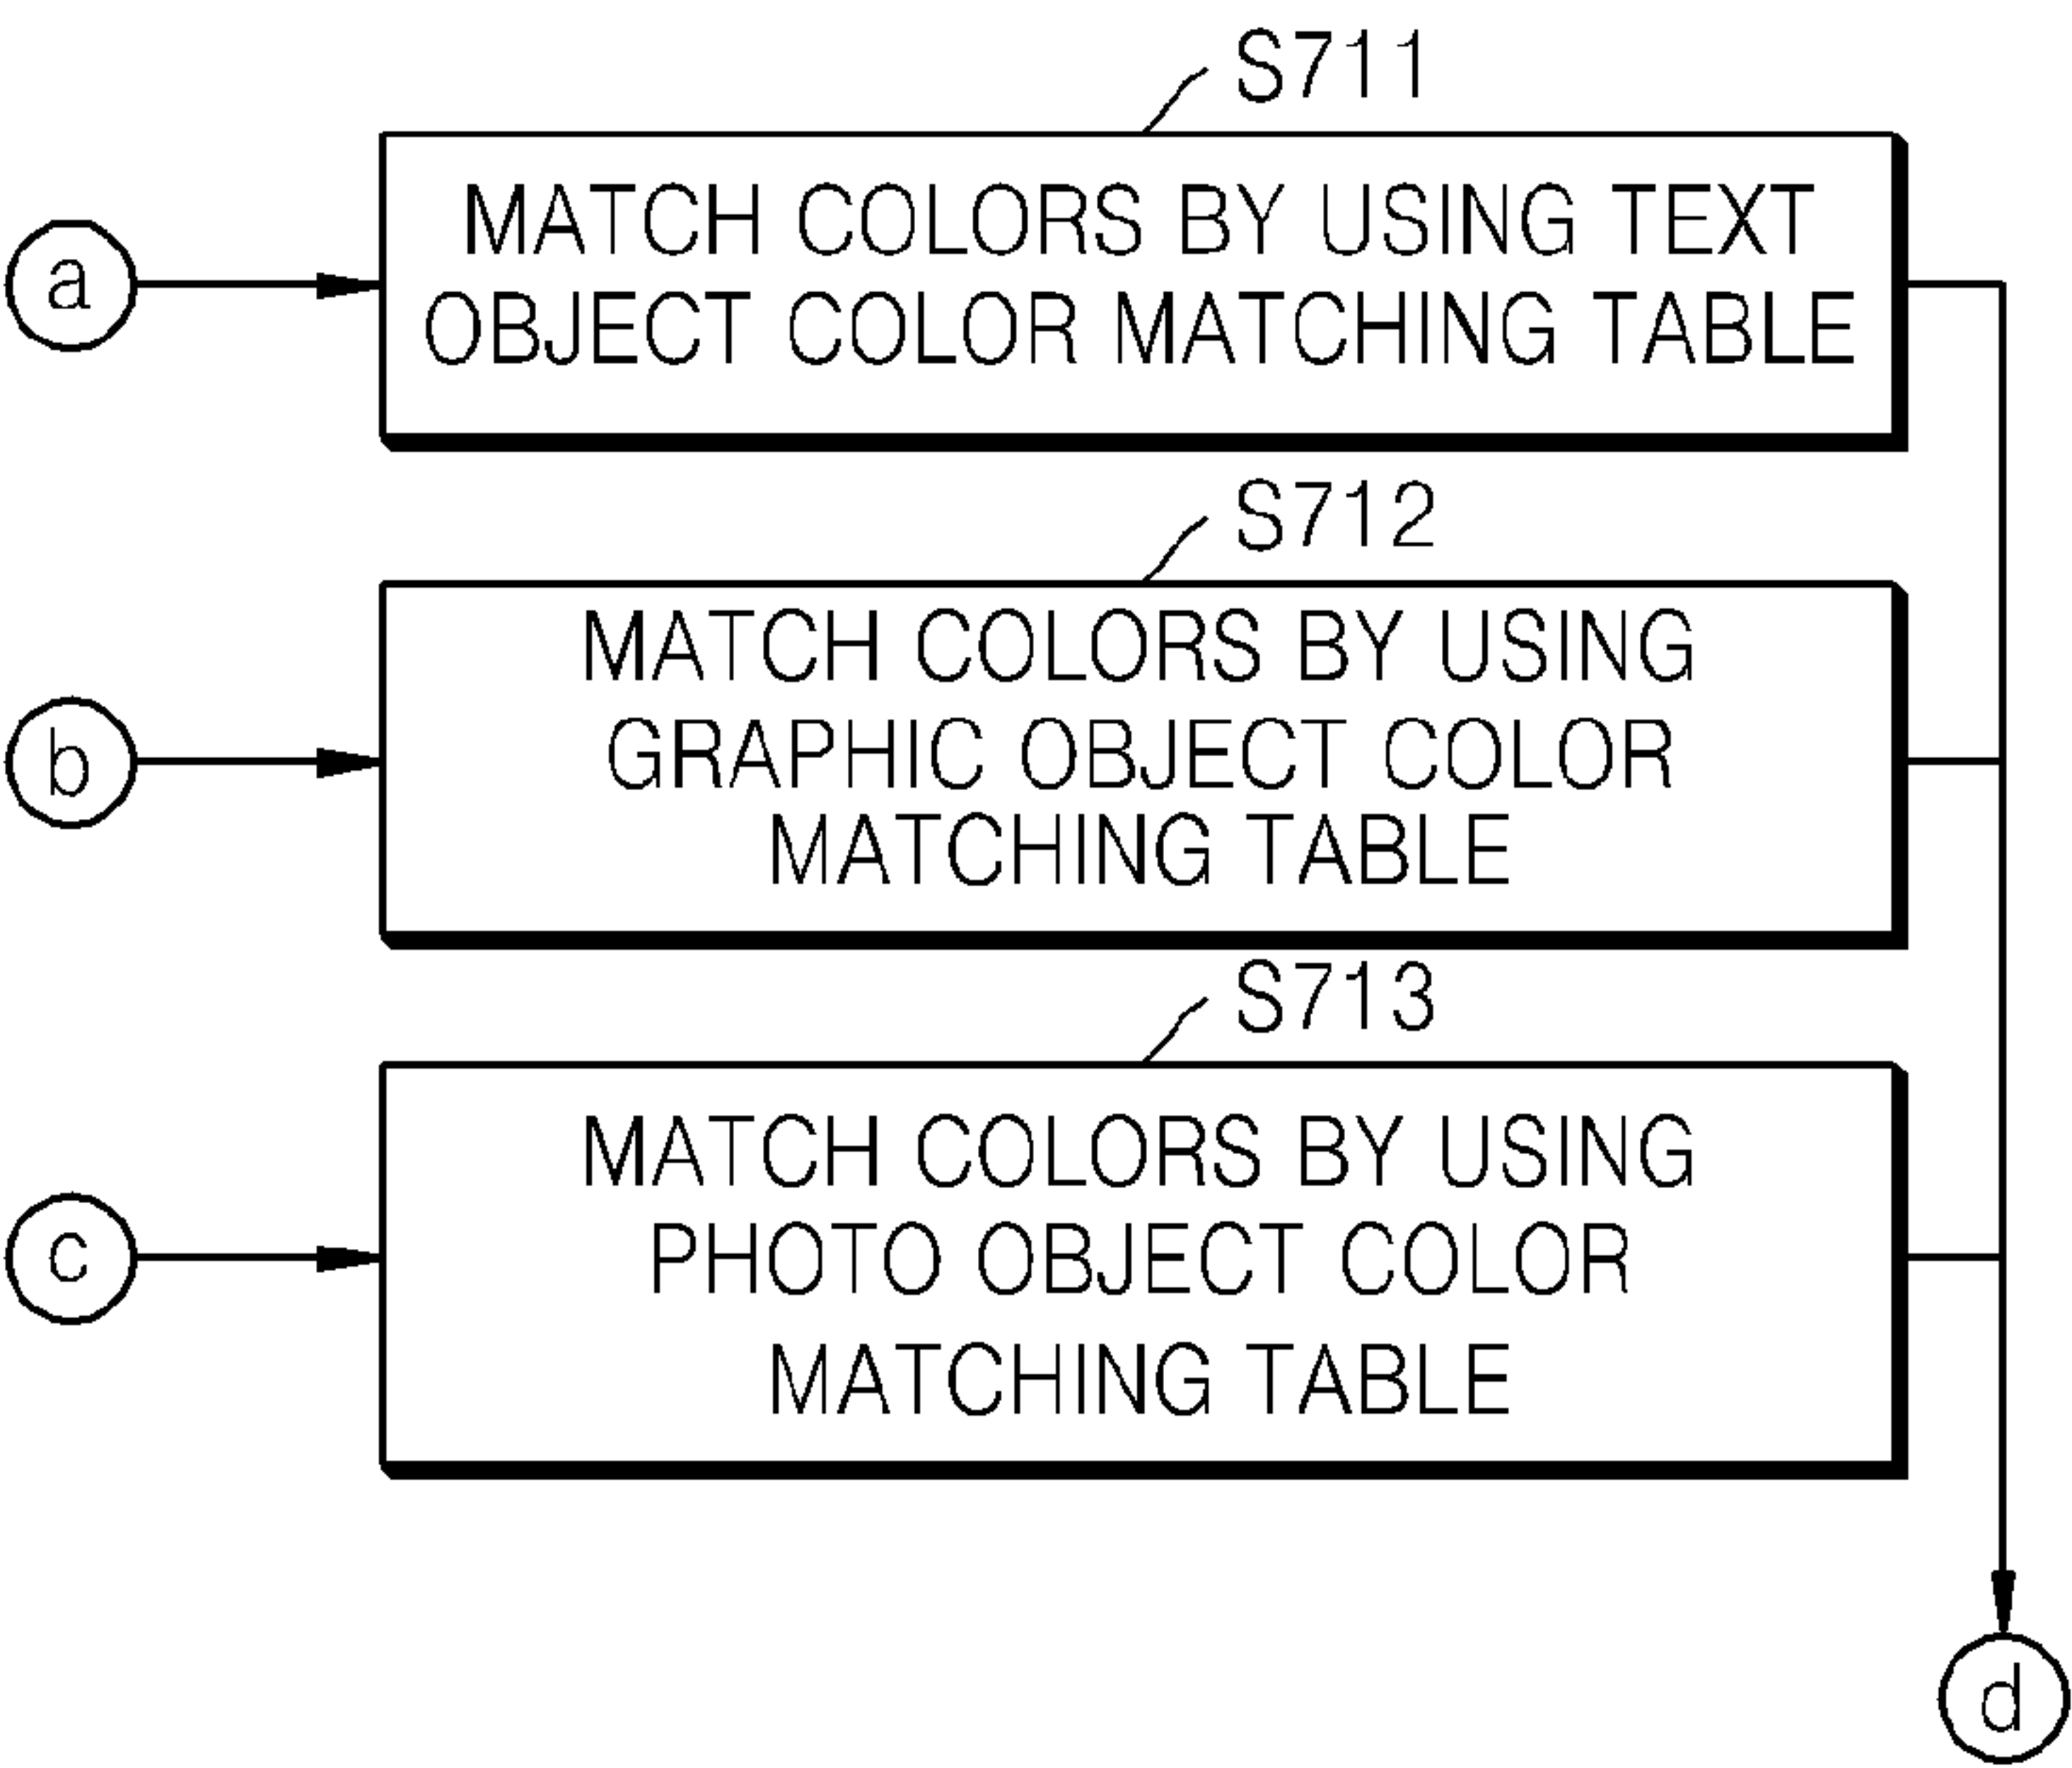 S711
MATCH COLORS BY USING TEXT
OBJECT COLOR MATCHING TABLE
a
S712
MATCH COLORS BY USING
GRAPHIC OBJECT COLOR
MATCHING TABLE
b
S713
MATCH COLORS BY USING
PHOTO OBJECT COLOR
MATCHING TABLE
c
d